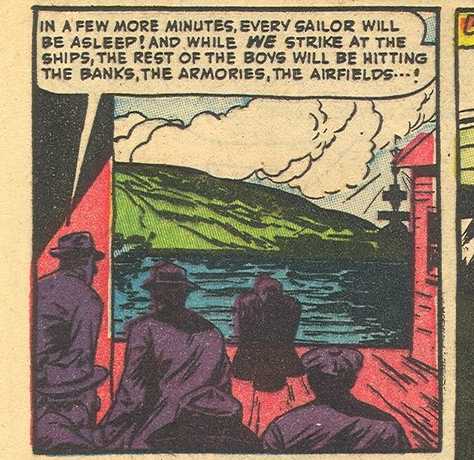 IN A FEW MORE MINUTES, EVERY SAILOR WILL
BE ASLEEP! AND WHILE WE STRIKE AT THE
SHIPS, THE REST OF THE BOYS WILL BE HITTING
THE BANKS, THE ARMORIES, THE AIRFIELDS---!